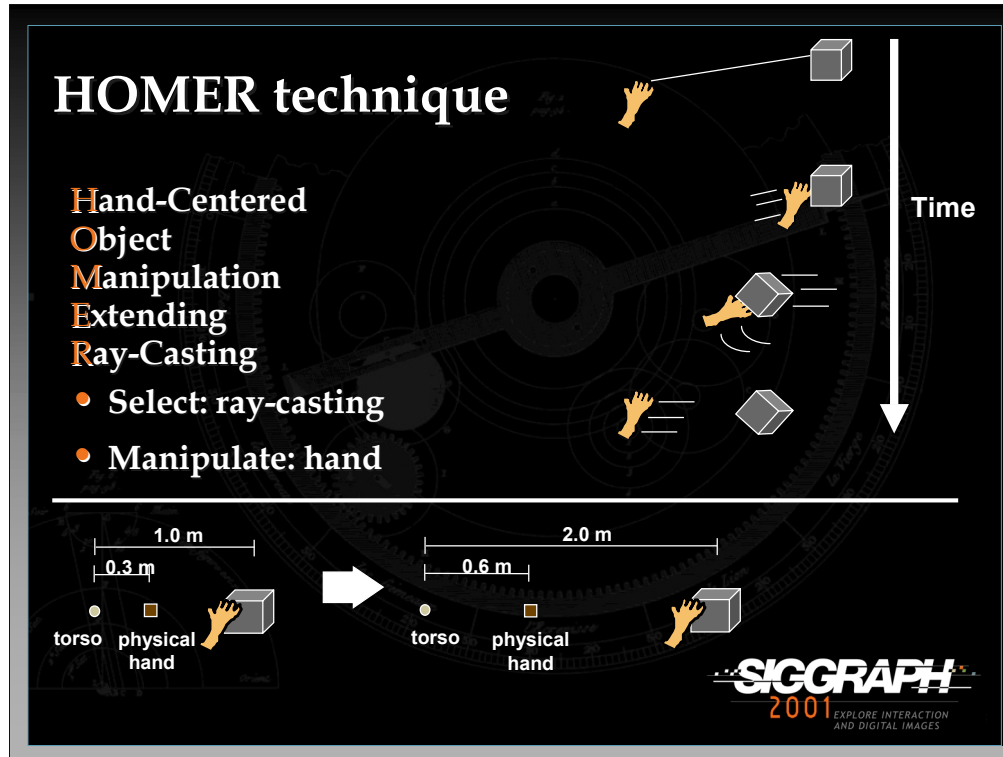 HOMER technique
Hand-Centered
Object
Manipulation
Extending
Ray-Casting
• Select: ray-casting
• Manipulate: hand
Time
1.0 m
0.3 m
torso
physical
hand
2.0 m
0.6 m
torso
physical
hand
SIGGRAPH
2001
EXPLORE INTERACTION
AND DIGITAL IMAGES